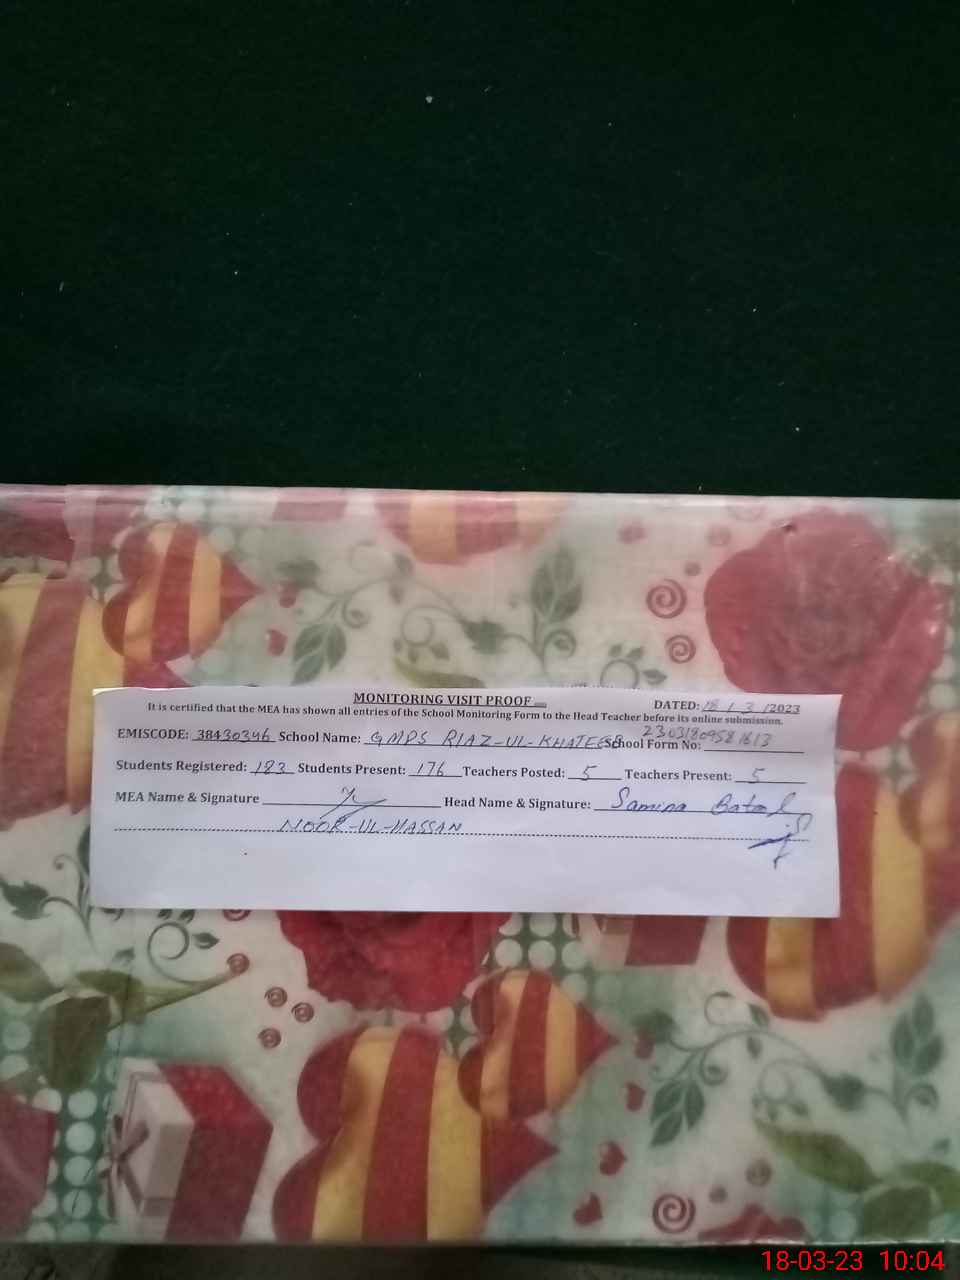 MONITORING VISIT PROOF
DATED: 18 / 3 /2023
It is certified that the MEA has shown all entries of the School Monitoring Form to the Head Teacher before its online submission.
EMISCODE: 38430346 School Name: GMPS RIAZ-UL-KHATEEB School Form No: 23031809581613
Students Registered: 183 Students Present: 176 Teachers Posted: 5 Teachers Present: 5
MEA Name & Signature Head Name & Signature: Samina Batool
NOOR-UL-HASSAN
18-03-23 10:04